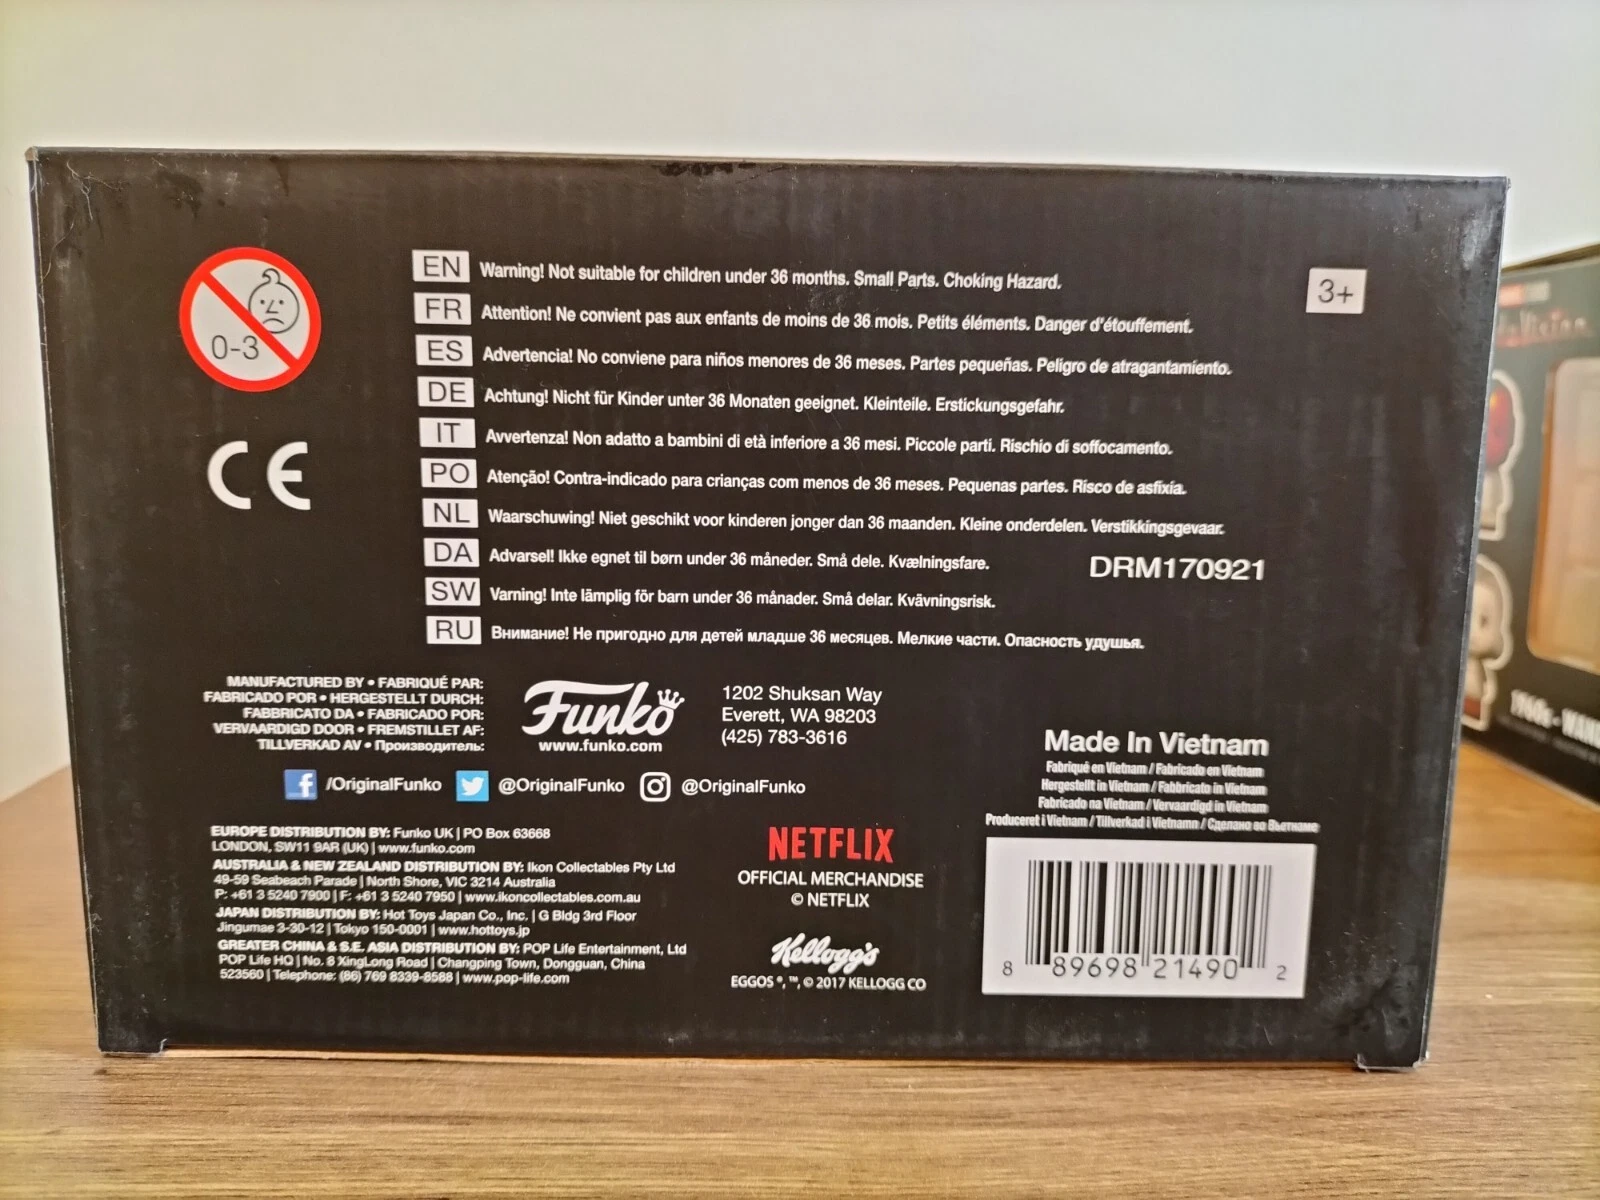 0-3
CE
EN Warning! Not suitable for children under 36 months. Small Parts. Choking Hazard.
3+
FR Attention! Ne convient pas aux enfants de moins de 36 mois. Petits éléments. Danger d'étouffement.
ES Advertencia! No conviene para niños menores de 36 meses. Partes pequeñas. Peligro de atragantamiento.
DE Achtung! Nicht für Kinder unter 36 Monaten geeignet. Kleinteile. Erstickungsgefahr.
IT Avvertenza! Non adatto a bambini di età inferiore a 36 mesi. Piccole parti. Rischio di soffocamento.
PO Atenção! Contra-indicado para crianças com menos de 36 meses. Pequenas partes. Risco de asfixia.
NL Waarschuwing! Niet geschikt voor kinderen jonger dan 36 maanden. Kleine onderdelen. Verstikkingsgevaar.
DA Advarsel! Ikke egnet til børn under 36 måneder. Små dele. Kvælningsfare.
DRM170921
SW Varning! Inte lämplig för barn under 36 månader. Små delar. Kvävningsrisk.
RU Внимание! Не пригодно для детей младше 36 месяцев. Мелкие части. Опасность удушья.
MANUFACTURED BY • FABRIQUÉ PAR:
FABRICADO POR • HERGESTELLT DURCH:
FABBRICATO DA • FABRICADO POR:
VERVAARDIGD DOOR • FREMSTILLET AF:
TILLVERKAD AV • Производитель:
Funko
www.funko.com
1202 Shuksan Way
Everett, WA 98203
(425) 783-3616
/OriginalFunko @OriginalFunko @OriginalFunko
EUROPE DISTRIBUTION BY: Funko UK | PO Box 63668
LONDON, SW11 9AR (UK) | www.funko.com
AUSTRALIA & NEW ZEALAND DISTRIBUTION BY: Ikon Collectables Pty Ltd
49-59 Seabeach Parade | North Shore, VIC 3214 Australia
P: +61 3 5240 7900 | F: +61 3 5240 7950 | www.ikoncollectables.com.au
JAPAN DISTRIBUTION BY: Hot Toys Japan Co., Inc. | G Bldg 3rd Floor
Jingumae 3-30-12 | Tokyo 150-0001 | www.hottoys.jp
GREATER CHINA & S.E. ASIA DISTRIBUTION BY: POP Life Entertainment, Ltd
POP Life HQ | No. 8 XingLong Road | Changping Town, Dongguan, China
523560 | Telephone: (86) 769 8339-8588 | www.pop-life.com
NETFLIX
OFFICIAL MERCHANDISE
© NETFLIX
Kellogg's
EGGOS ®, ™, © 2017 KELLOGG CO
Made In Vietnam
Fabriqué en Vietnam / Fabricado en Vietnam
Hergestellt in Vietnam / Fabbricato in Vietnam
Fabricado na Vietnam / Vervaardigd in Vietnam
Produceret i Vietnam / Tillverkad i Vietnamn / Сделано во Вьетнаме
8 89698 21490 2
1960s - WAN